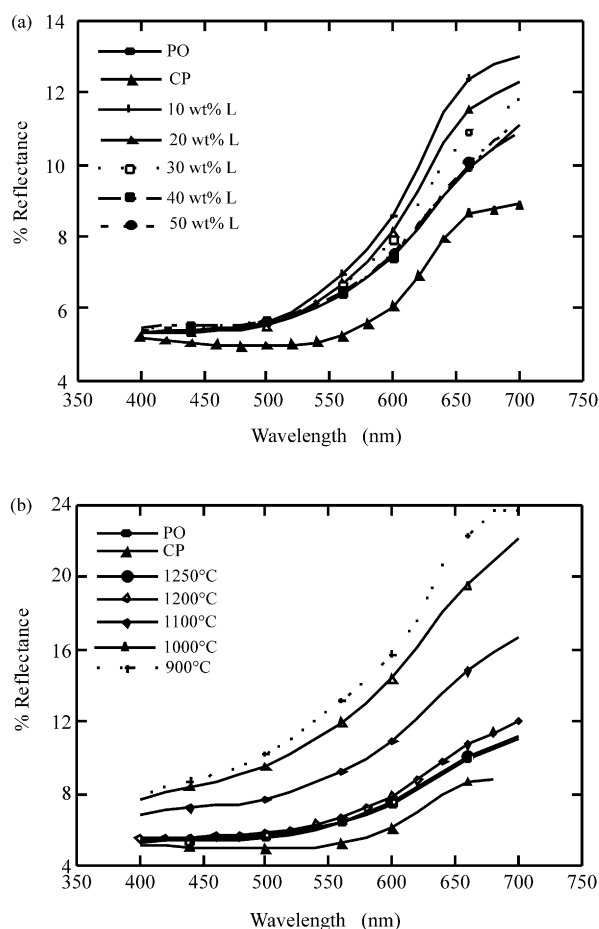 (a)
14
12
10
8
6
4
% Reflectance
PO
CP
10 wt% L
20 wt% L
30 wt% L
40 wt% L
50 wt% L
350 400 450 500 550 600 650 700 750
Wavelength (nm)
(b)
24
20
16
12
8
4
% Reflectance
PO
CP
1250°C
1200°C
1100°C
1000°C
900°C
350 400 450 500 550 600 650 700 750
Wavelength (nm)